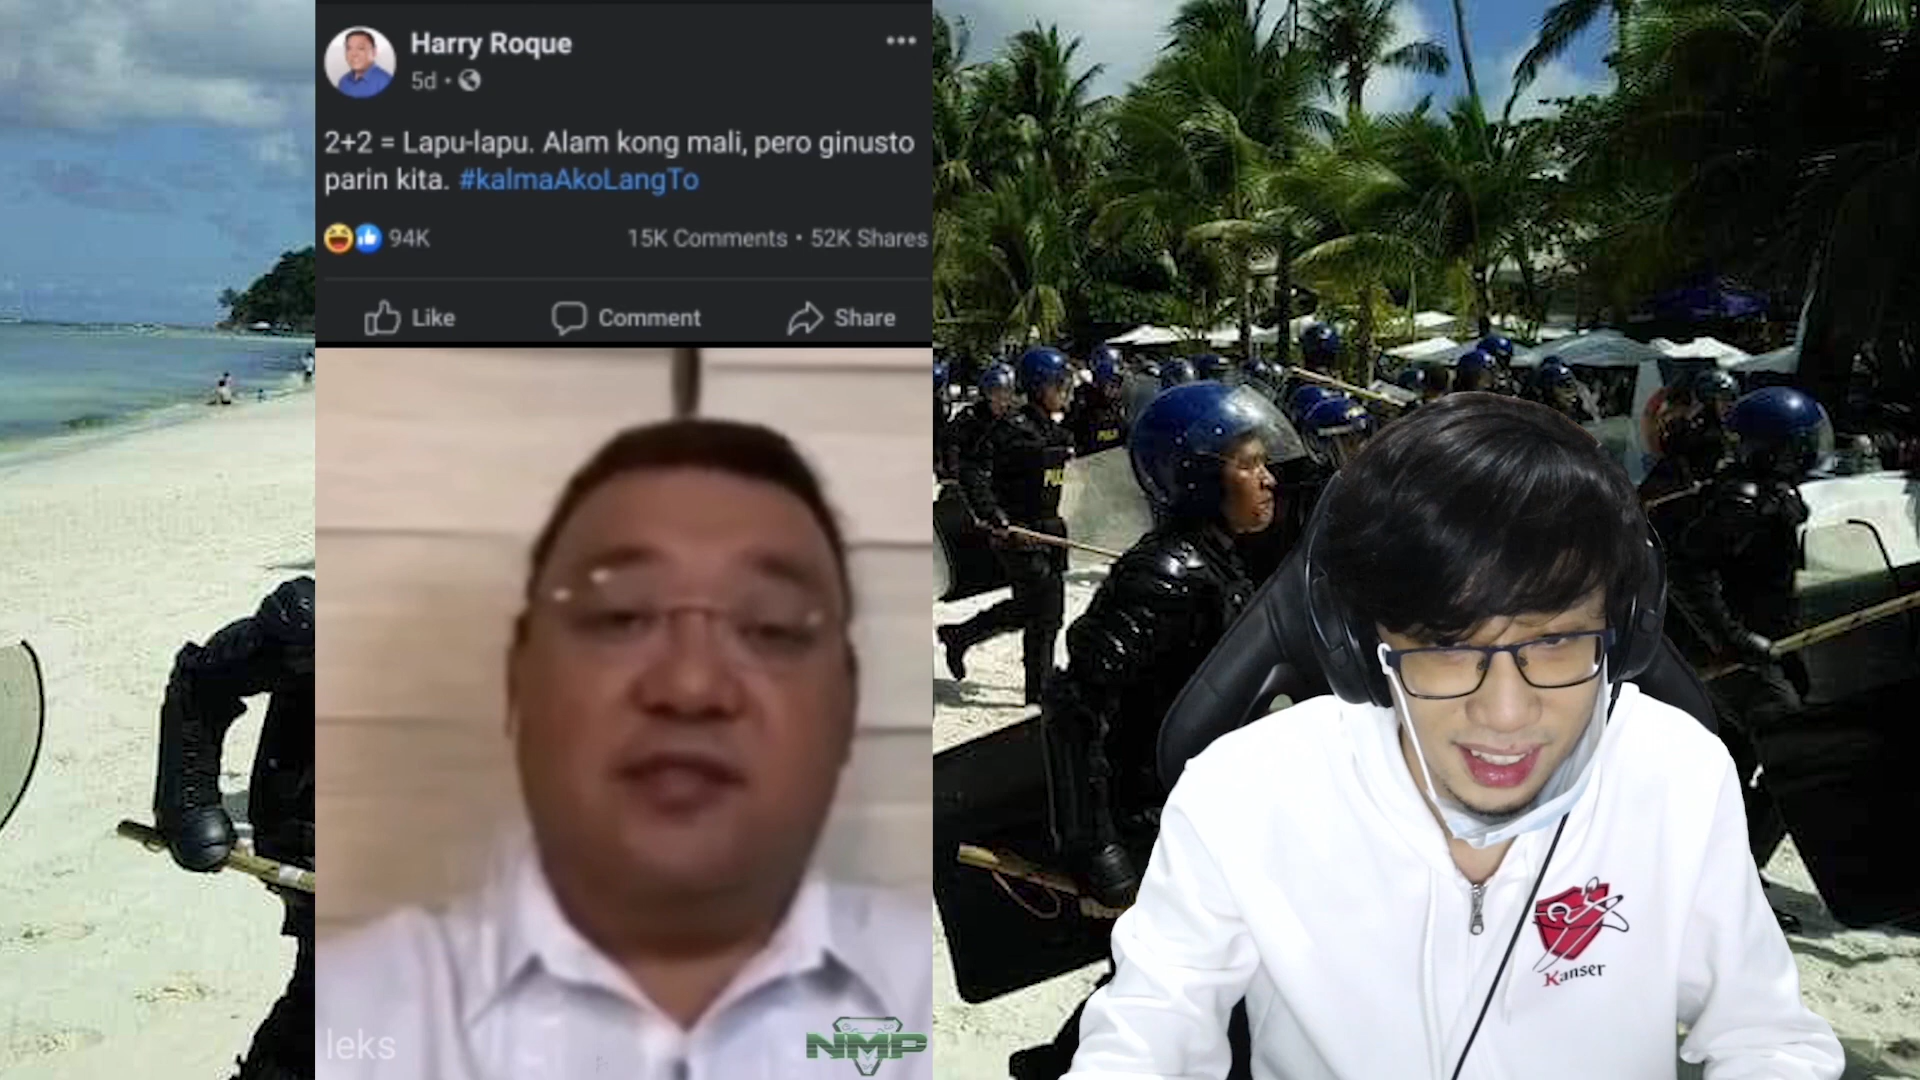 Harry Roque
5d
2+2 = Lapu-lapu. Alam kong mali, pero ginusto
parin kita. #kalmaAkoLangTo
94K
15K Comments • 52K Shares
Like
Comment
Share
leks
NMP
Kanser